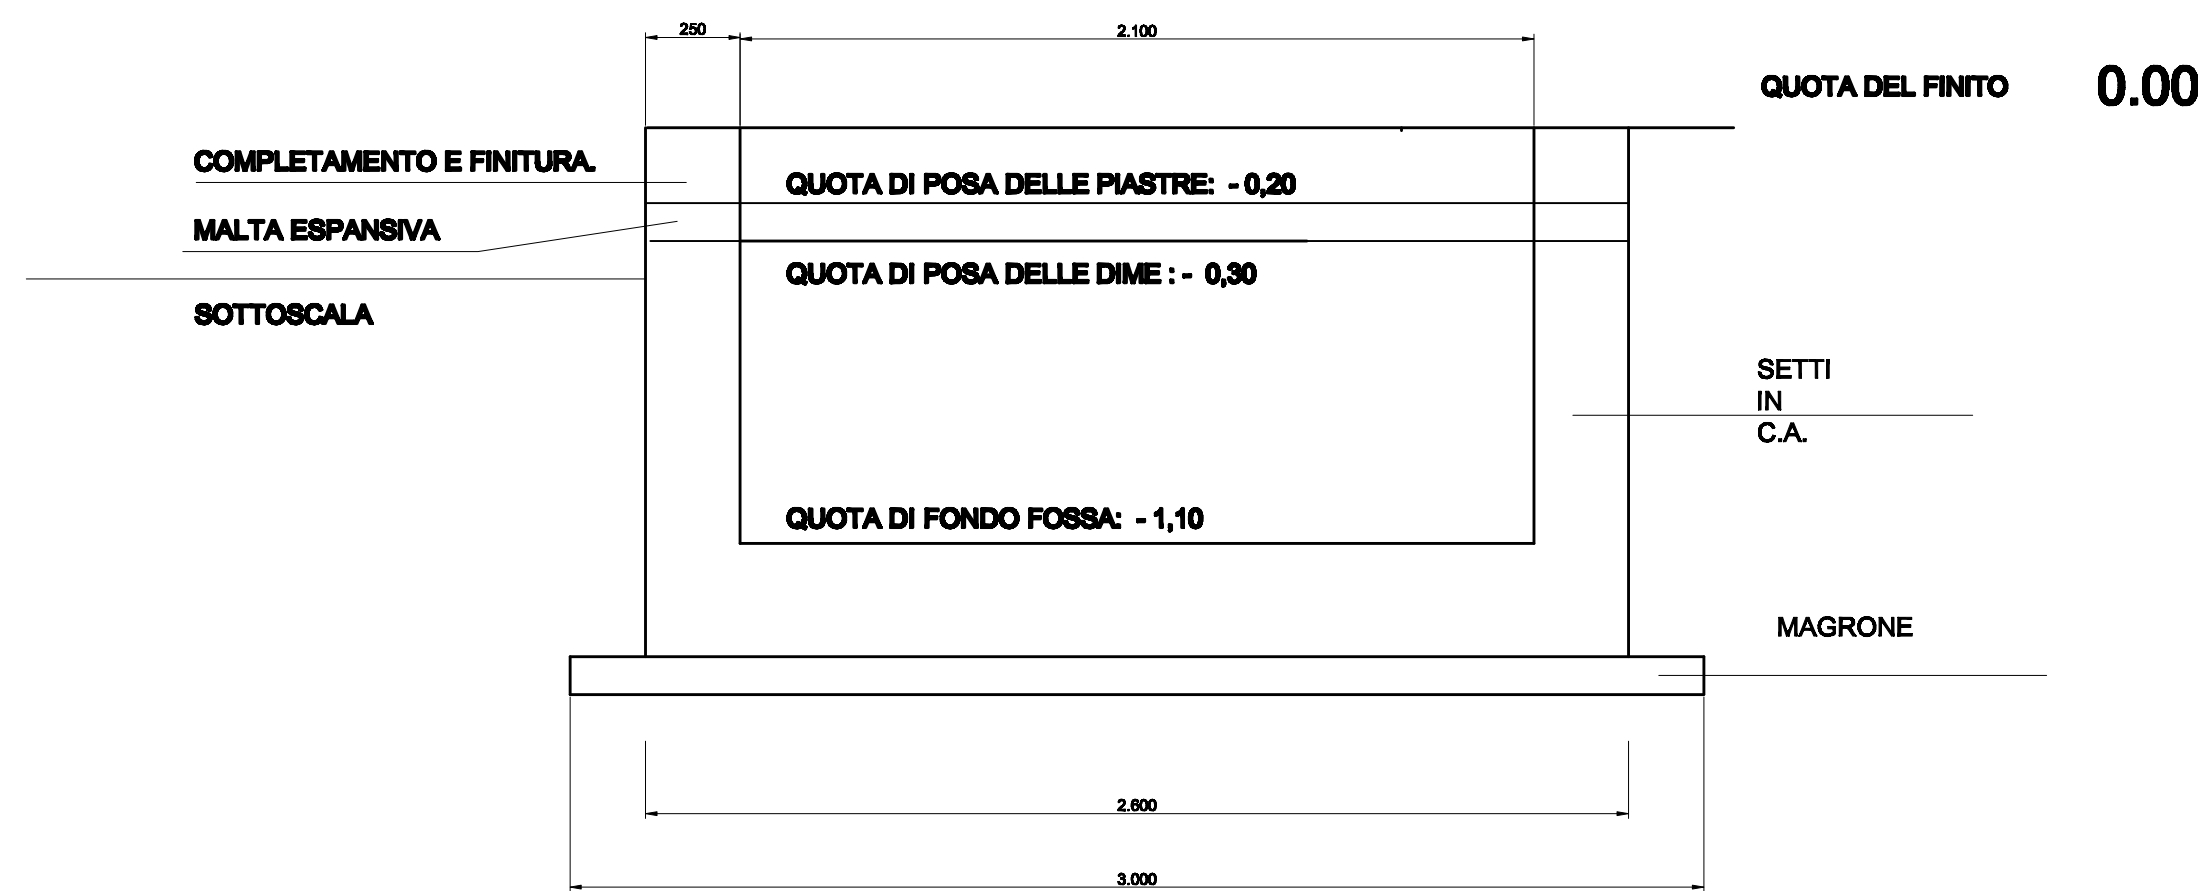 250
2.100
QUOTA DEL FINITO 0.00
COMPLETAMENTO E FINITURA.
QUOTA DI POSA DELLE PIASTRE: - 0,20
MALTA ESPANSIVA
QUOTA DI POSA DELLE DIME : - 0,30
SOTTOSCALA
SETTI
IN
C.A.
QUOTA DI FONDO FOSSA: - 1,10
MAGRONE
2.600
3.000